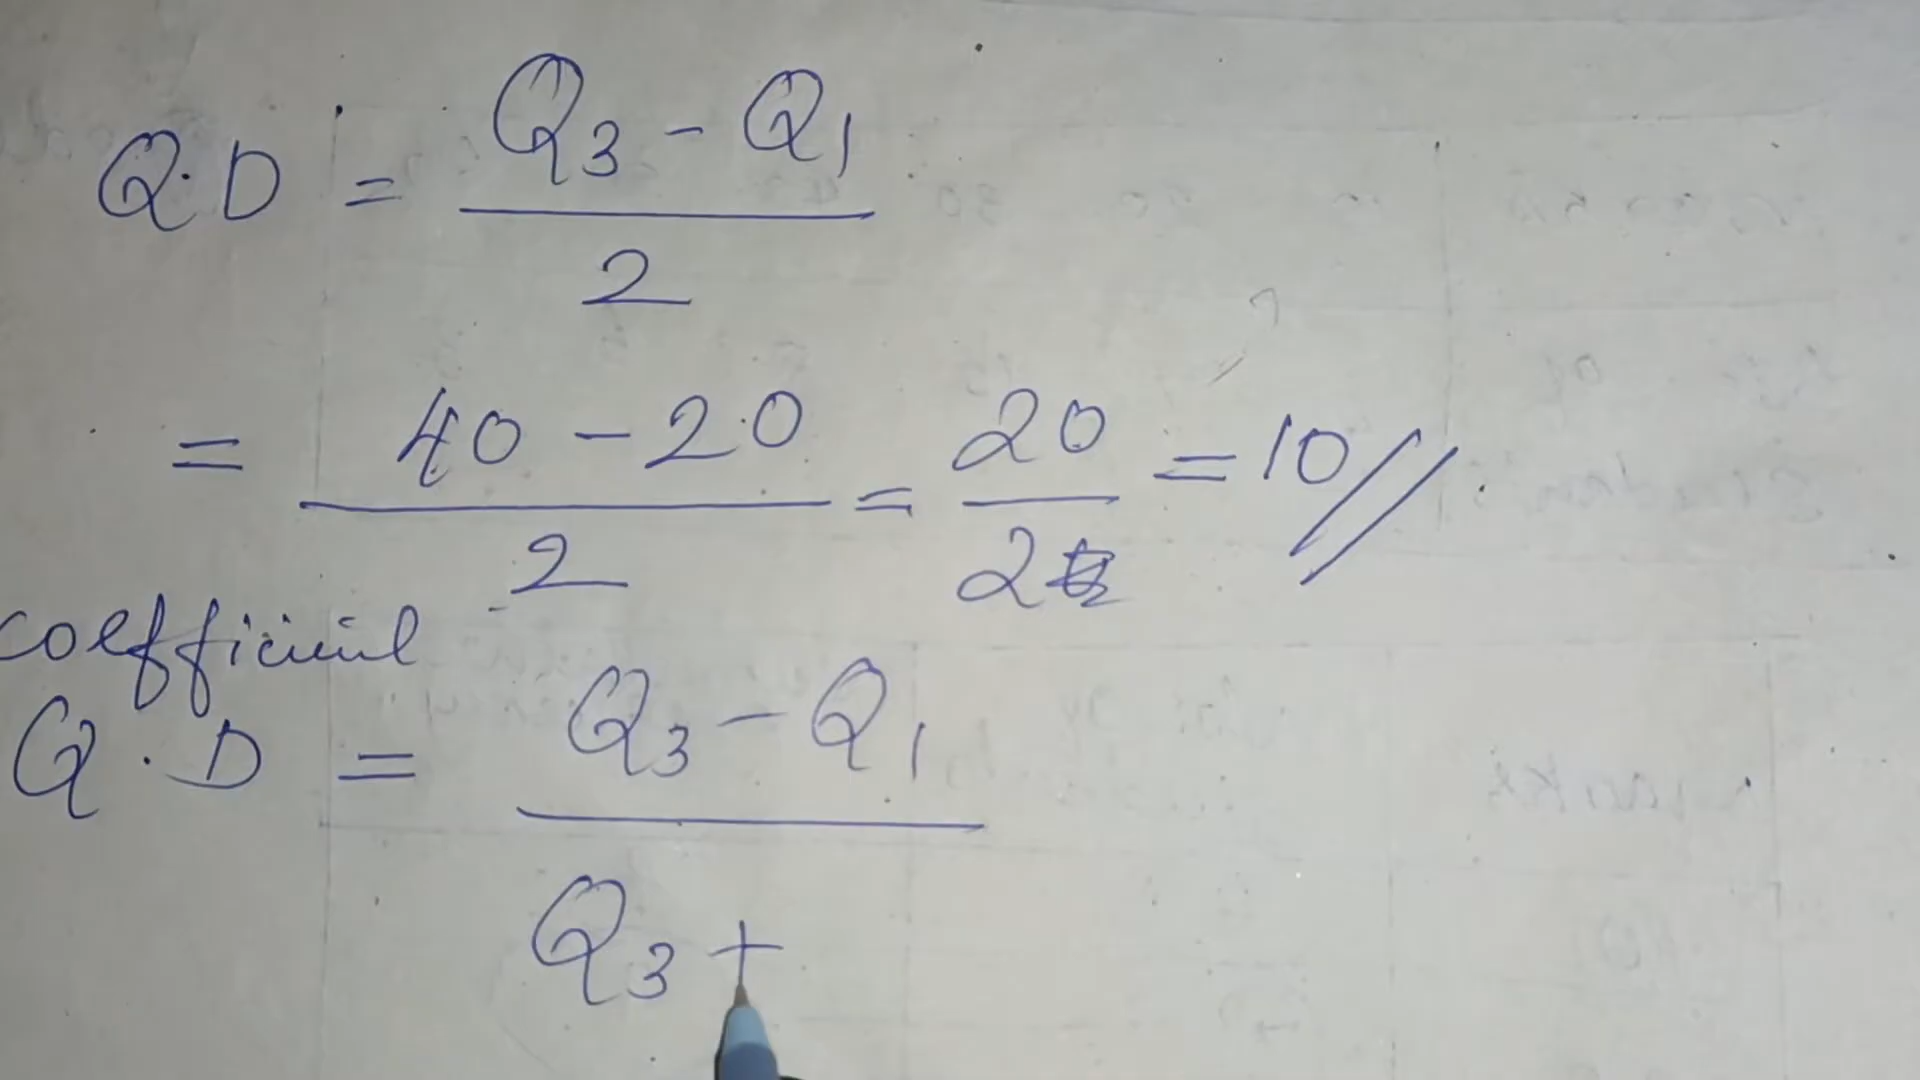 Q.D = Q3 - Q1
2
= 40 - 20 = 20 = 10//
2 2
coefficient
Q.D = Q3 - Q1
Q3 +